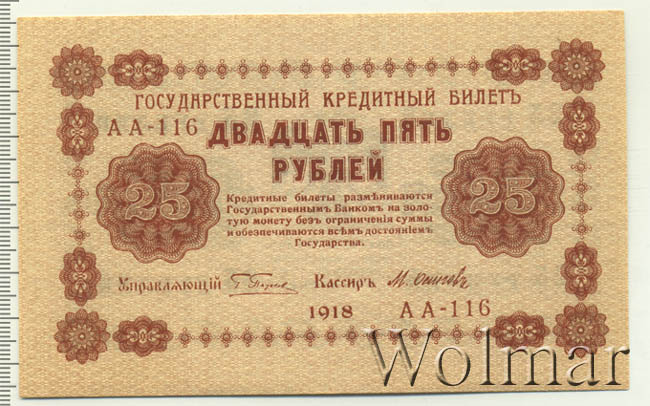 ГОСУДАРСТВЕННЫЙ КРЕДИТНЫЙ БИЛЕТЪ
АА-116
ДВАДЦАТЬ ПЯТЬ
РУБЛЕЙ
25
25
Кредитные билеты размѣниваются
Государственнымъ Банкомъ на золо-
тую монету безъ ограниченія суммы
и обезпечиваются всѣмъ достояніемъ
Государства.
Управляющій
Кассиръ
1918
АА-116
Wolmar